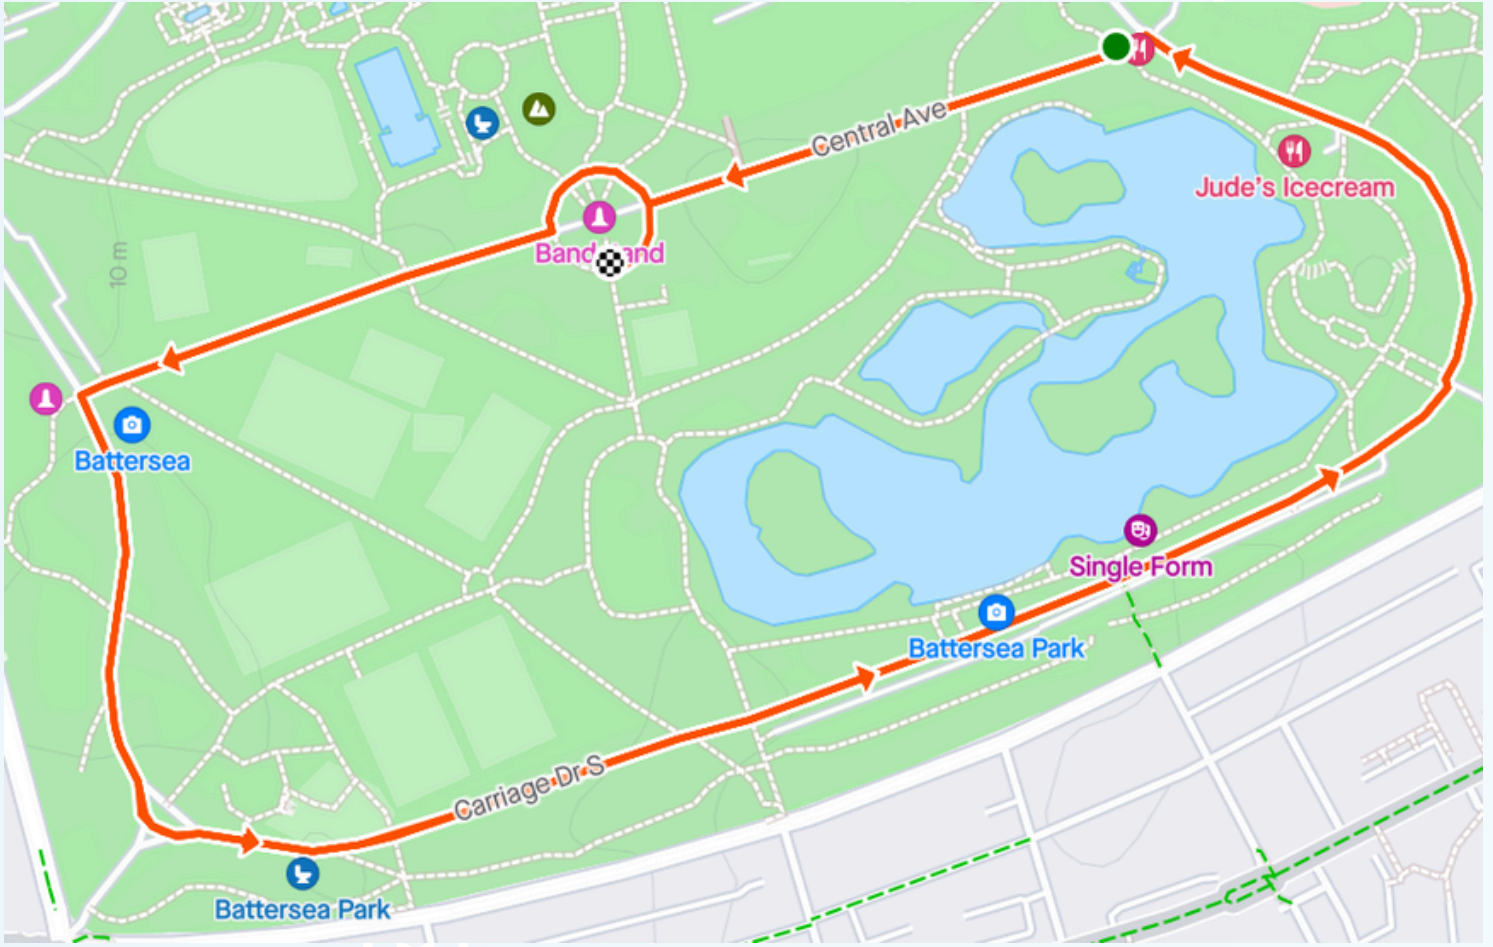 Central Ave
Jude's Icecream
10 m
Battersea
Single Form
Battersea Park
Carriage Dr S
Battersea Park